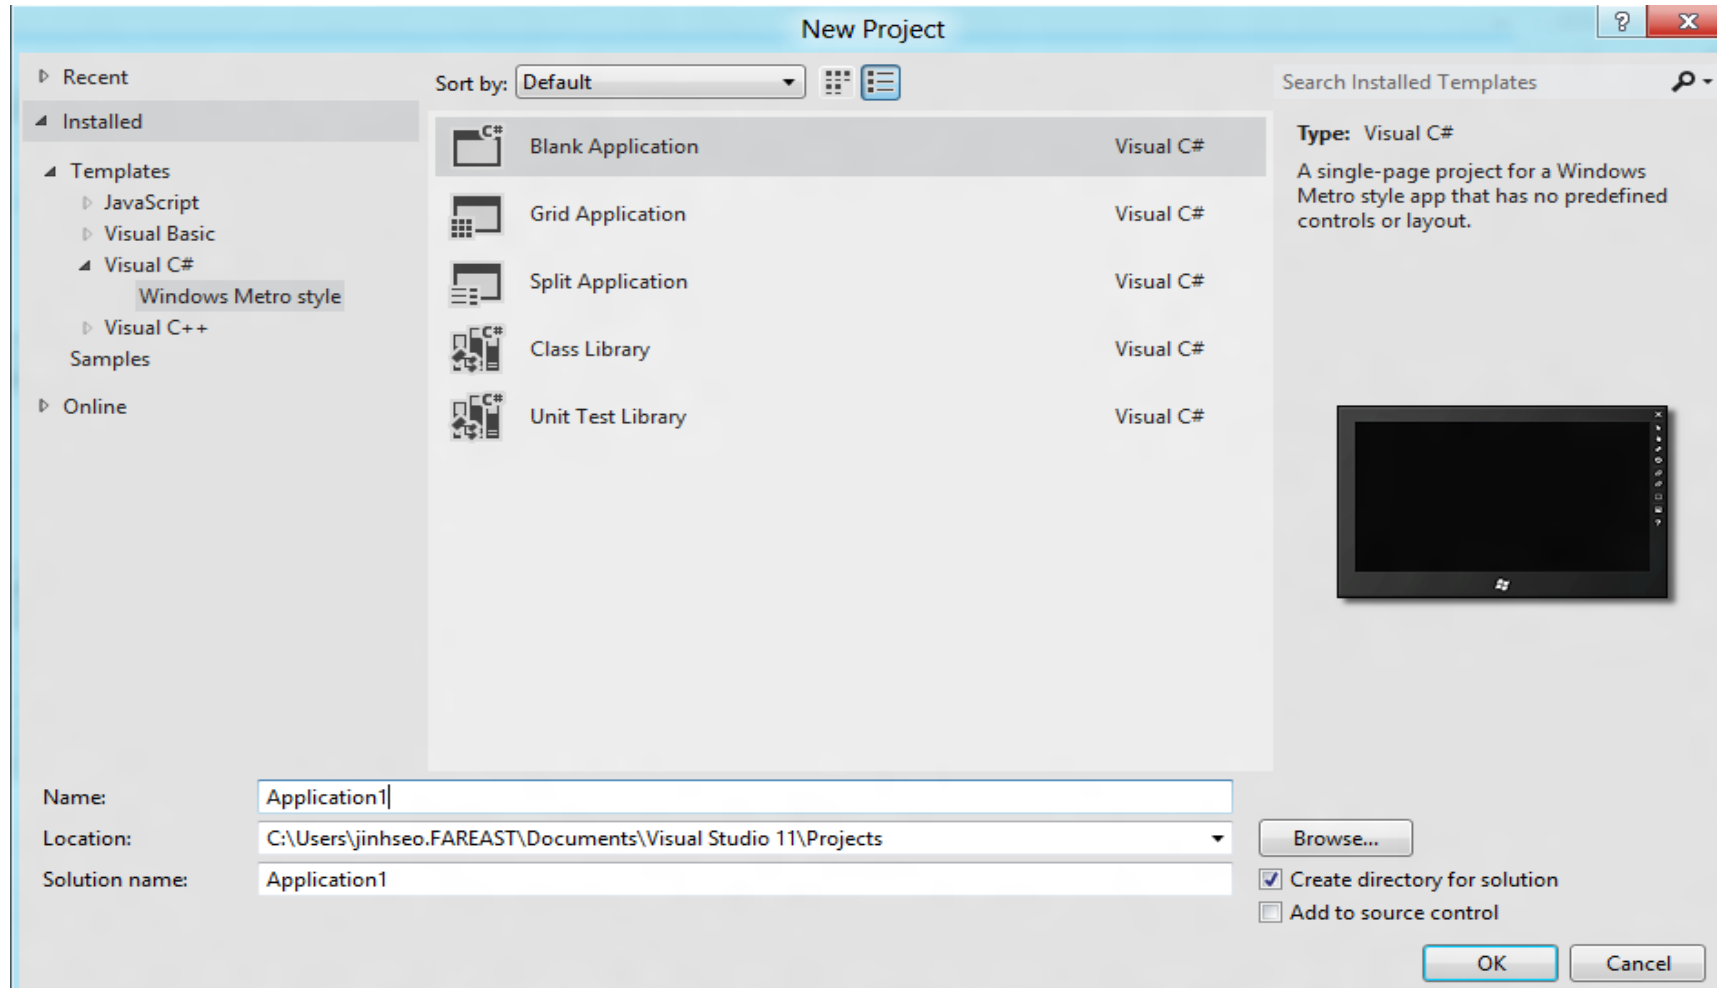 New Project
Recent
Installed
Templates
JavaScript
Visual Basic
Visual C#
Windows Metro style
Visual C++
Samples
Online
Sort by: Default
Blank Application Visual C#
Grid Application Visual C#
Split Application Visual C#
Class Library Visual C#
Unit Test Library Visual C#
Search Installed Templates
Type: Visual C#
A single-page project for a Windows
Metro style app that has no predefined
controls or layout.
Name: Application1
Location: C:\Users\jinhseo.FAREAST\Documents\Visual Studio 11\Projects
Browse...
Solution name: Application1
Create directory for solution
Add to source control
OK Cancel